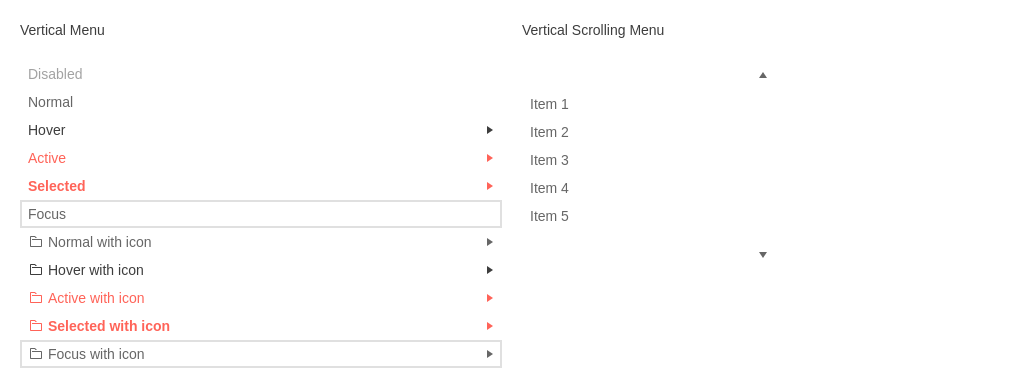 Vertical Menu
Disabled
Normal
Hover
Active
Selected
Focus
Normal with icon
Hover with icon
Active with icon
Selected with icon
Focus with icon
Vertical Scrolling Menu
Item 1
Item 2
Item 3
Item 4
Item 5